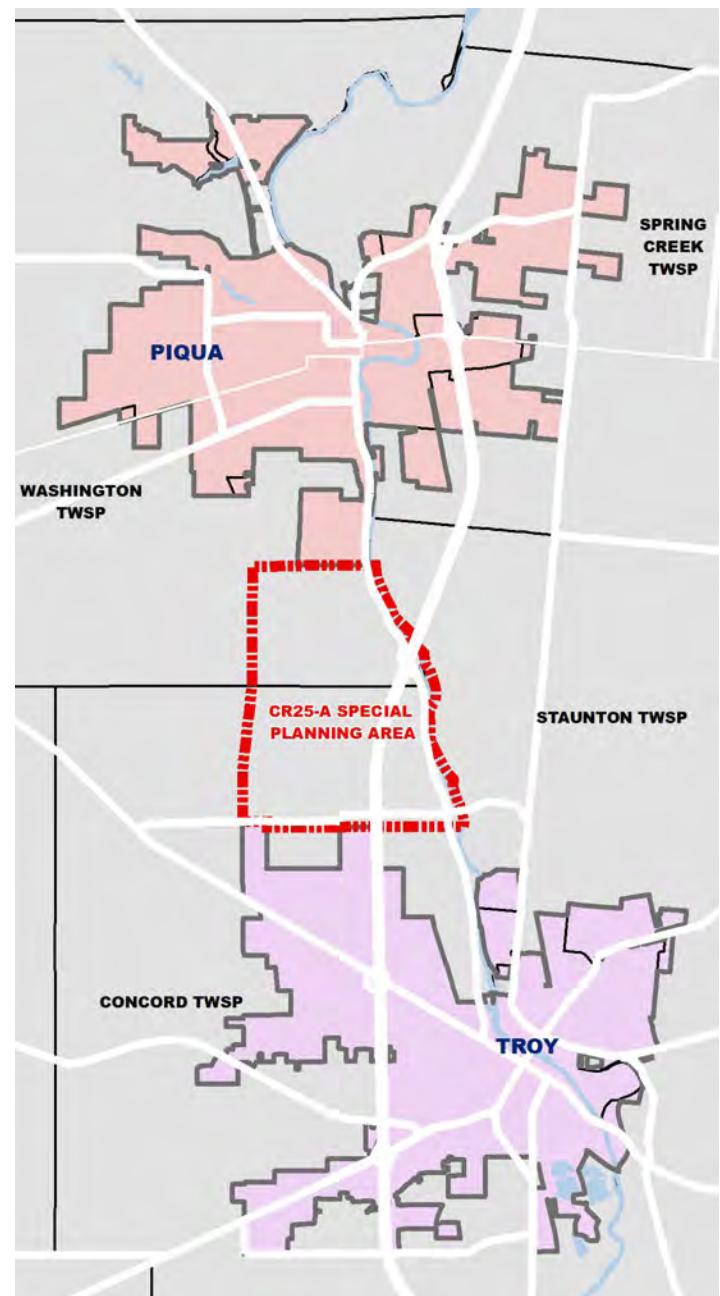 SPRING
CREEK
TWSP
PIQUA
WASHINGTON
TWSP
CR25-A SPECIAL
PLANNING AREA
STAUNTON TWSP
CONCORD TWSP
TROY